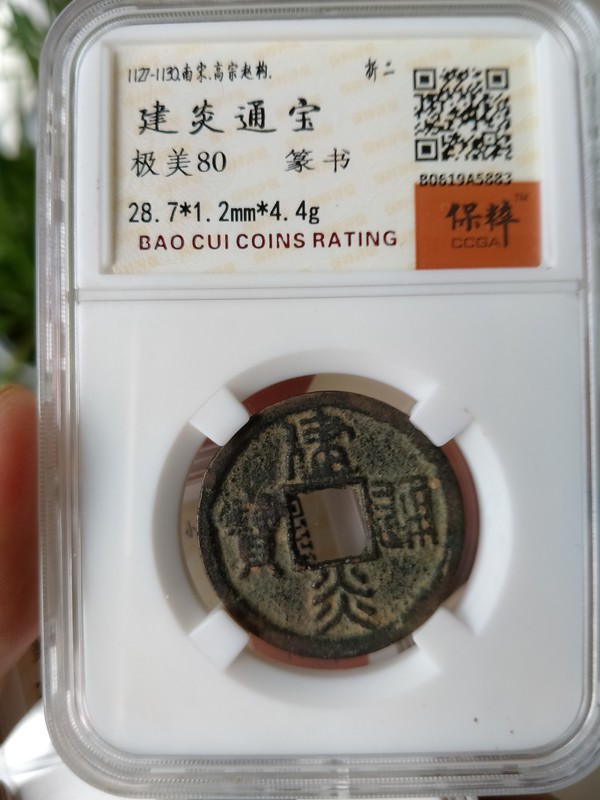 1127-1130.南宋.高宗赵构. 折二
建炎通宝
极美80 篆书
B0619A5883
28.7*1.2mm*4.4g
保粹™
CCGA
BAO CUI COINS RATING
建
寶 通
炎